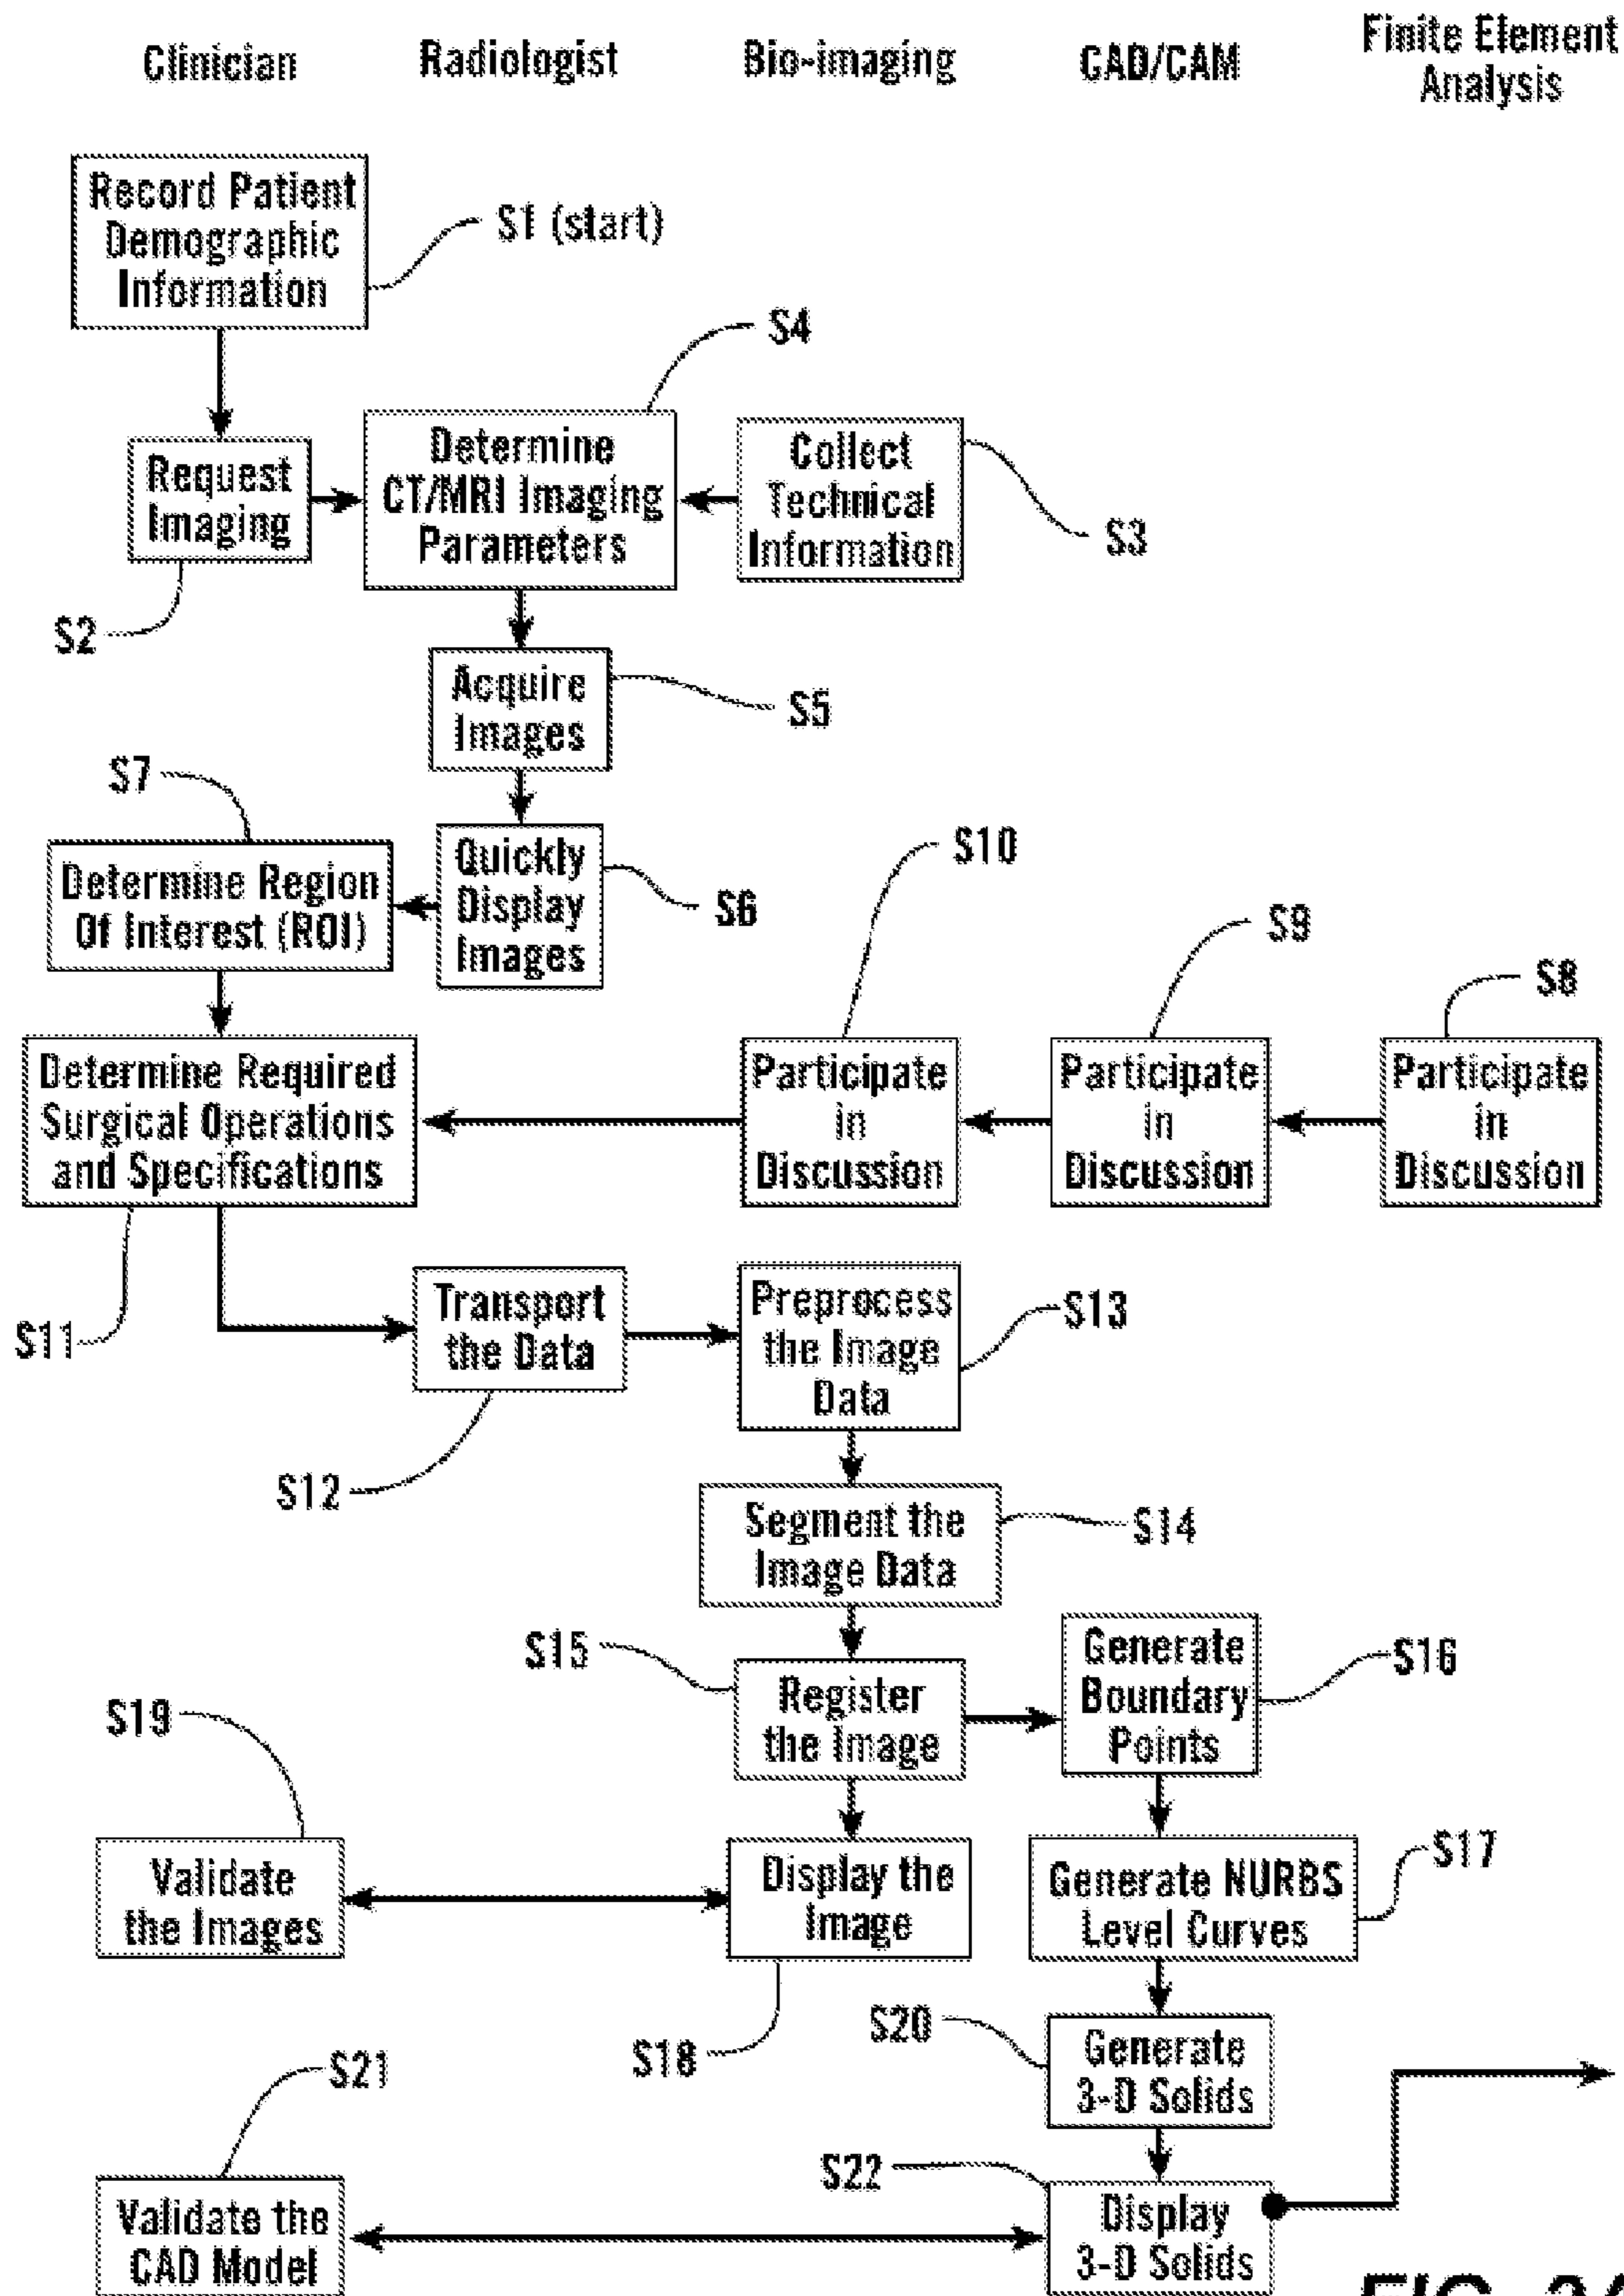 Clinician
Radiologist
Bio-imaging
CAD/CAM
Finite Element
Analysis
Record Patient
Demographic
Information
S1 (start)
S4
Request
Imaging
Determine
CT/MRI Imaging
Parameters
Collect
Technical
Information
S3
S2
Acquire
Images
S5
S7
Determine Region
Of Interest (ROI)
Quickly
Display
Images
S6
S10
S9
S8
Determine Required
Surgical Operations
and Specifications
Participate
in
Discussion
Participate
in
Discussion
Participate
in
Discussion
S11
Transport
the Data
Preprocess
the Image
Data
S13
S12
Segment the
Image Data
S14
S15
Register
the Image
Generate
Boundary
Points
S16
S19
Validate
the Images
Display the
Image
Generate NURBS
Level Curves
S17
S18
S20
Generate
3-D Solids
S21
S22
Validate the
CAD Model
Display
3-D Solids